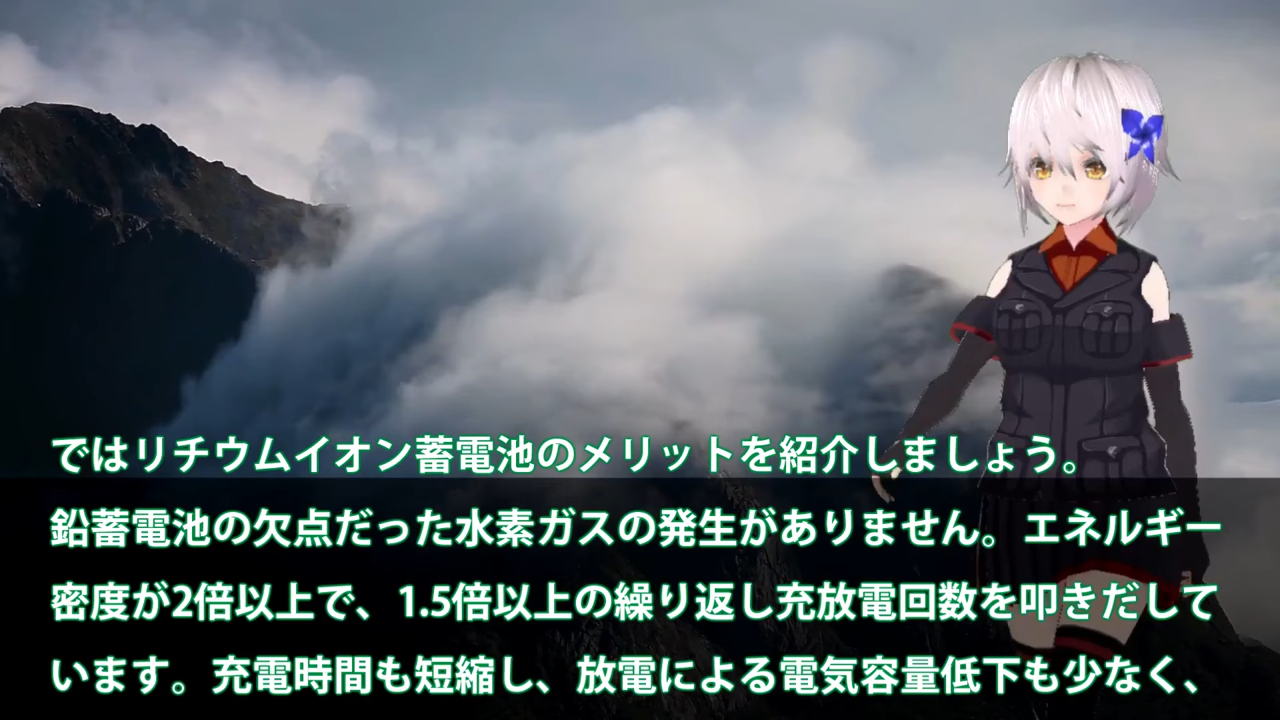 ではリチウムイオン蓄電池のメリットを紹介しましょう。
鉛蓄電池の欠点だった水素ガスの発生がありません。エネルギー
密度が2倍以上で、1.5倍以上の繰り返し充放電回数を叩きだして
います。充電時間も短縮し、放電による電気容量低下も少なく、